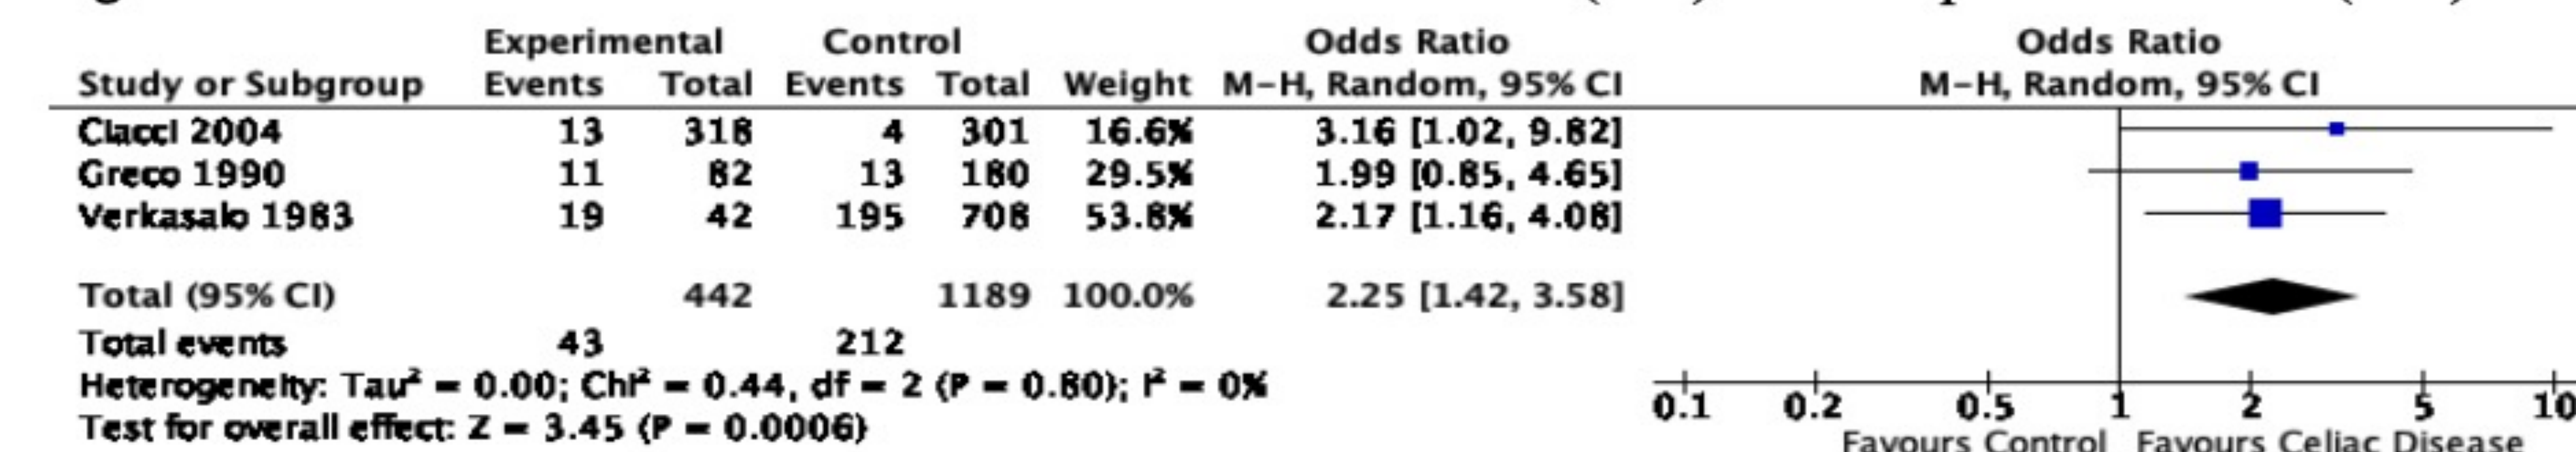 Experimental Control Odds Ratio Odds Ratio
Study or Subgroup Events Total Events Total Weight M-H, Random, 95% CI M-H, Random, 95% CI
Ciacci 2004 13 318 4 301 16.6% 3.16 [1.02, 9.82]
Greco 1990 11 82 13 180 29.5% 1.99 [0.85, 4.65]
Verkasalo 1983 19 42 195 708 53.8% 2.17 [1.16, 4.08]
Total (95% CI) 442 1189 100.0% 2.25 [1.42, 3.58]
Total events 43 212
Heterogeneity: Tau² = 0.00; Chi² = 0.44, df = 2 (P = 0.80); I² = 0%
Test for overall effect: Z = 3.45 (P = 0.0006)
0.1 0.2 0.5 1 2 5 10
Favours Control Favours Celiac Disease